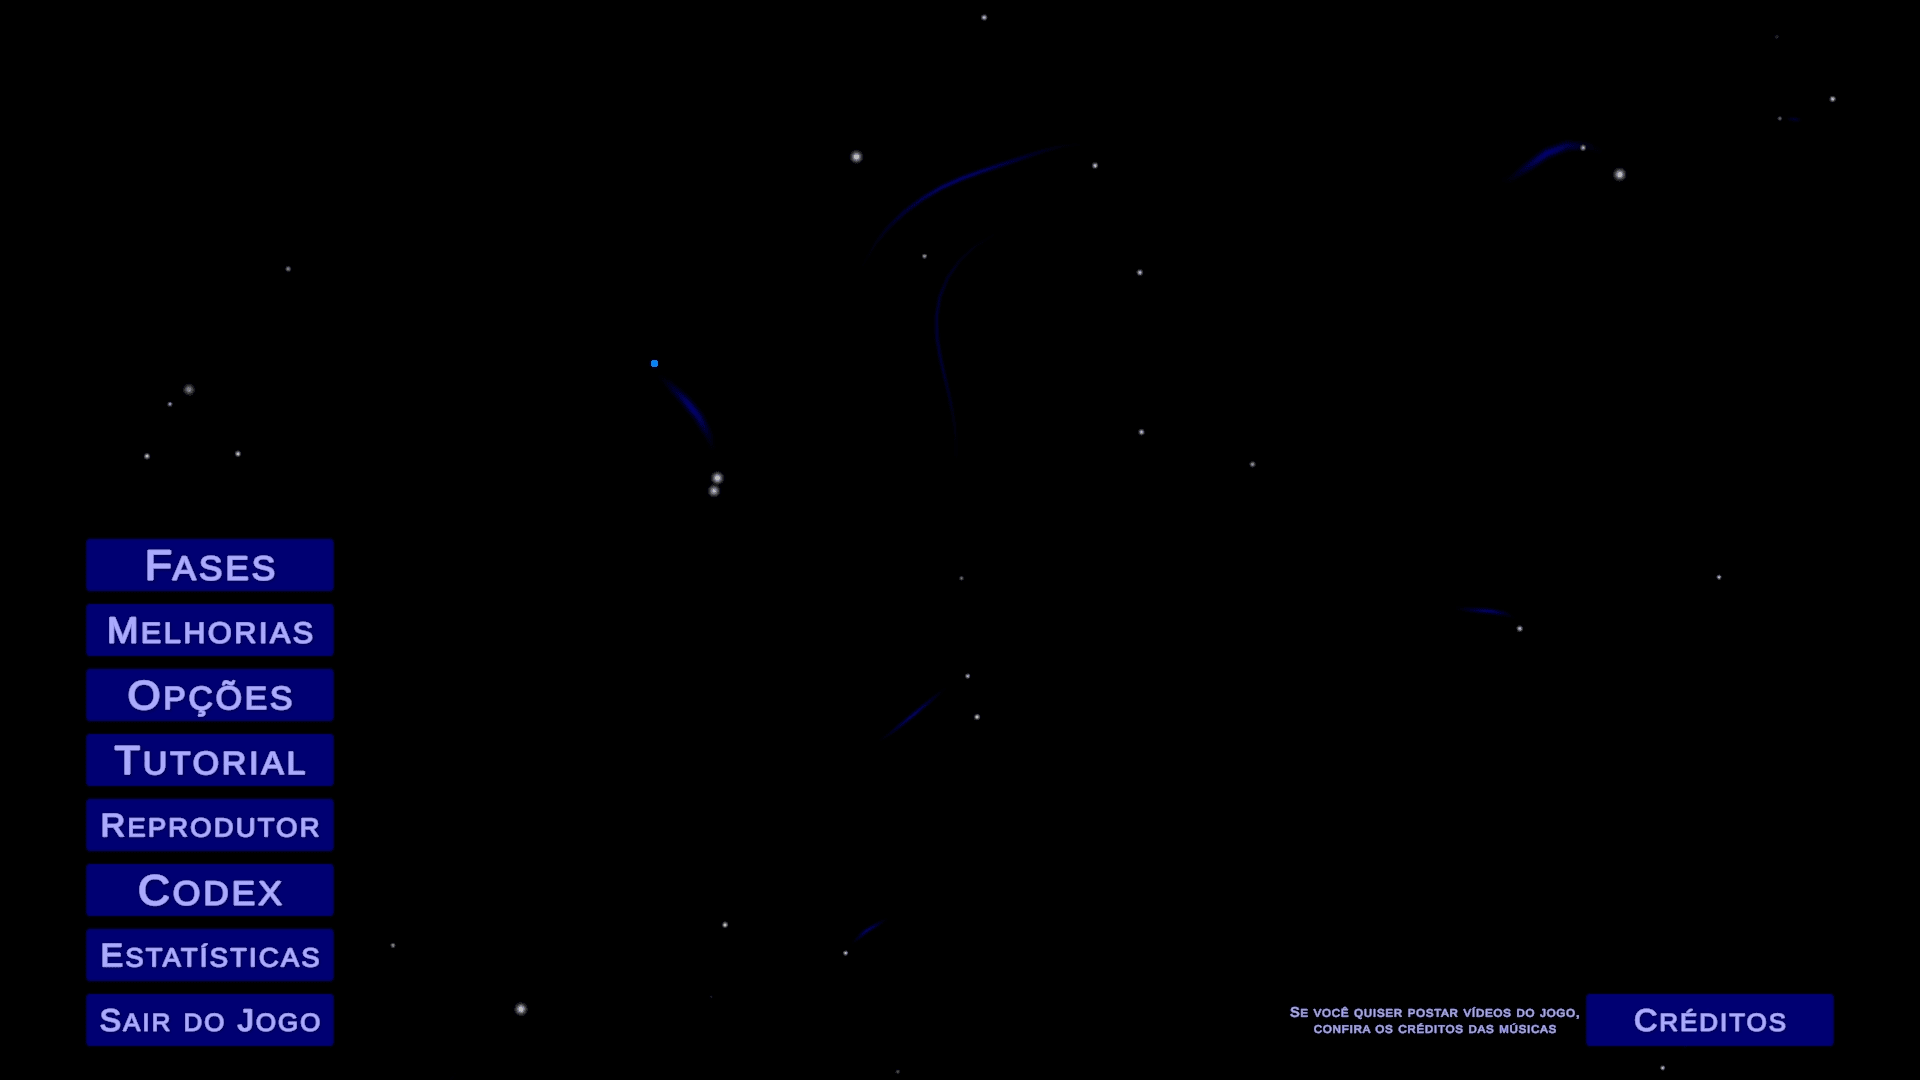 Fases
Melhorias
Opções
Tutorial
Reprodutor
Codex
Estatísticas
Sair do Jogo
Se você quiser postar vídeos do jogo,
confira os créditos das músicas
Créditos